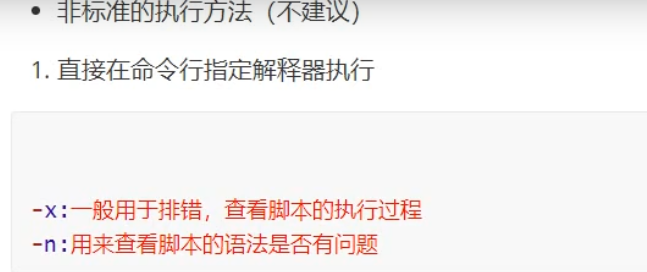 • 非标准的执行方法（不建议）
1. 直接在命令行指定解释器执行
-x:一般用于排错，查看脚本的执行过程
-n:用来查看脚本的语法是否有问题